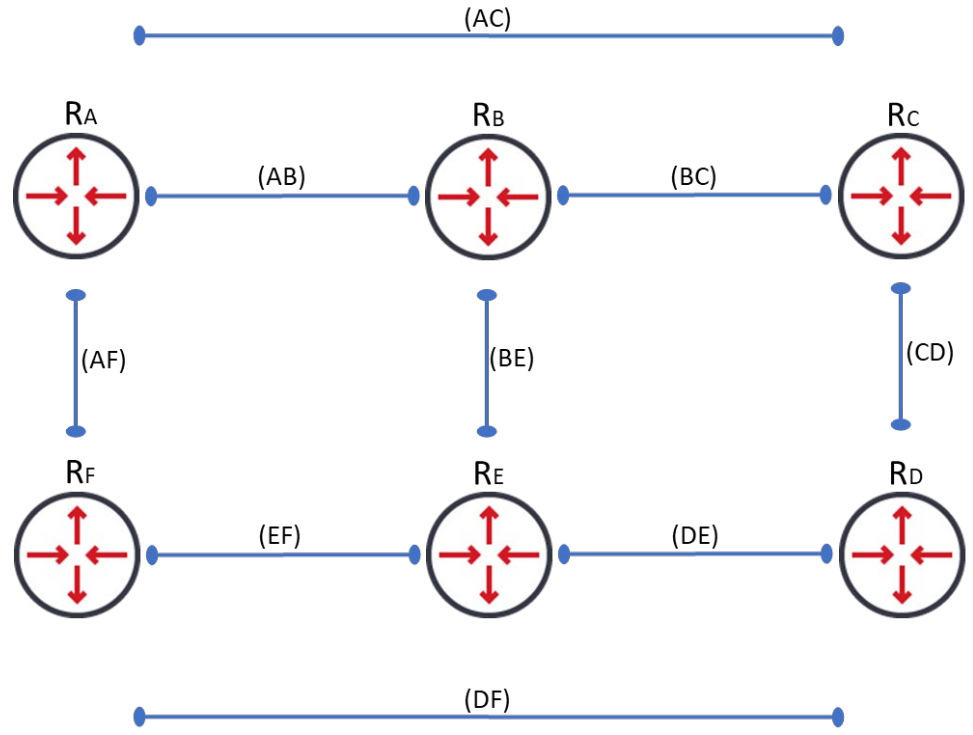 (AC)
RA RB RC
(AB) (BC)
(AF) (BE) (CD)
RF RE RD
(EF) (DE)
(DF)